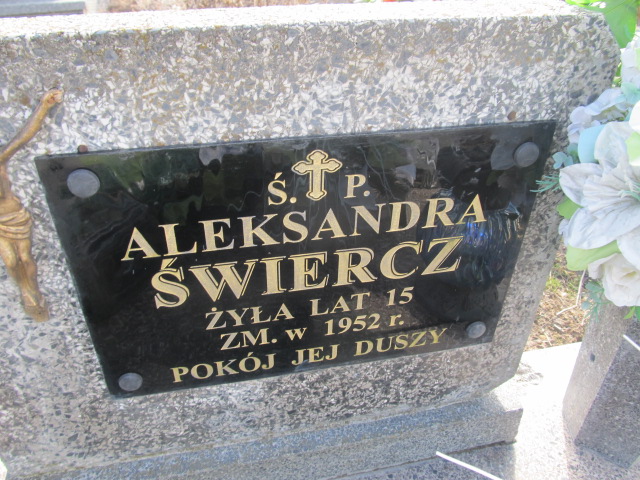 Ś. P.
ALEKSANDRA
ŚWIERCZ
ŻYŁA LAT 15
ZM. w 1952 r.
POKÓJ JEJ DUSZY